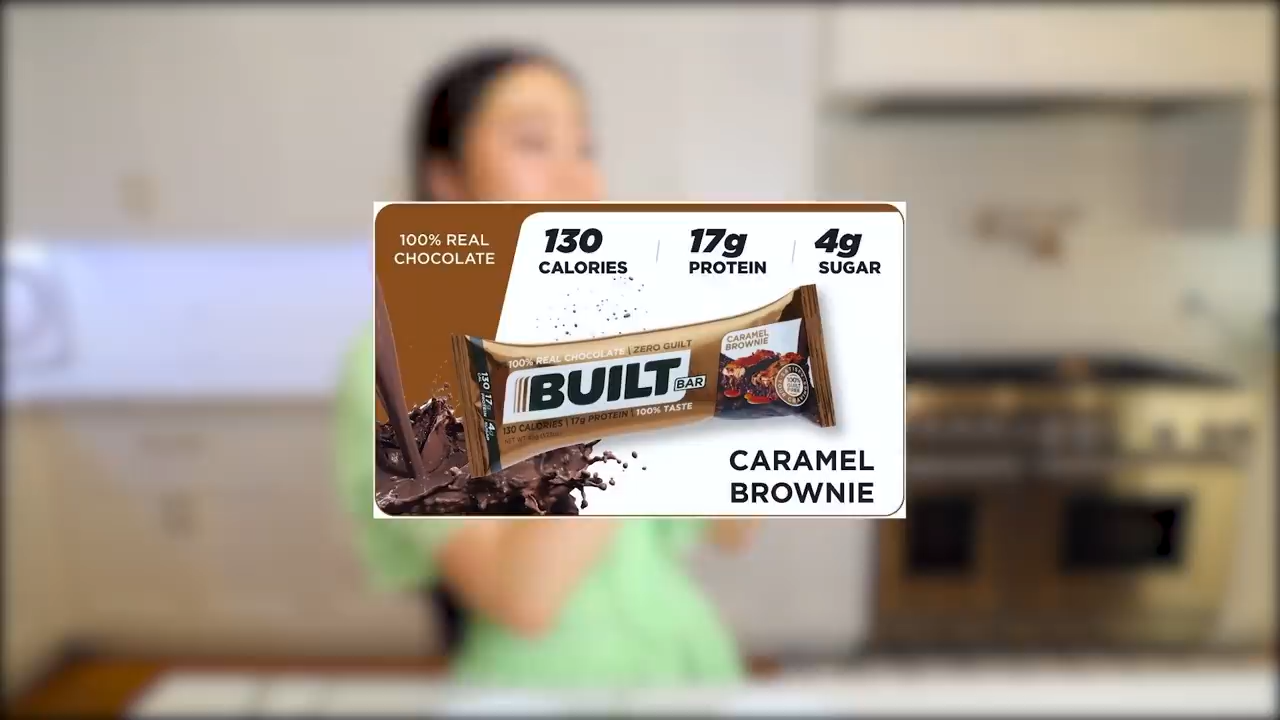 100% REAL
CHOCOLATE
130
CALORIES
17g
PROTEIN
4g
SUGAR
100% REAL CHOCOLATE | ZERO GUILT
BUILT
BAR
130 CALORIES | 17g PROTEIN | 100% TASTE
CARAMEL
BROWNIE
CARAMEL
BROWNIE